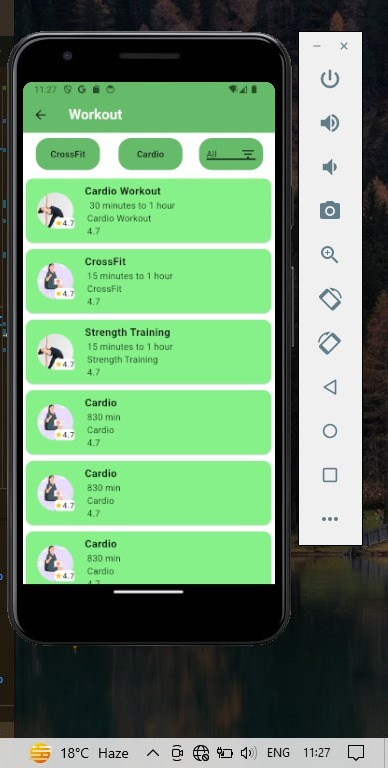 11:27
Workout
CrossFit Cardio All
Cardio Workout
30 minutes to 1 hour
Cardio Workout
4.7
4.7
CrossFit
15 minutes to 1 hour
CrossFit
4.7
4.7
Strength Training
15 minutes to 1 hour
Strength Training
4.7
4.7
Cardio
830 min
Cardio
4.7
4.7
Cardio
830 min
Cardio
4.7
4.7
Cardio
830 min
Cardio
4.7
4.7
18°C Haze ENG 11:27